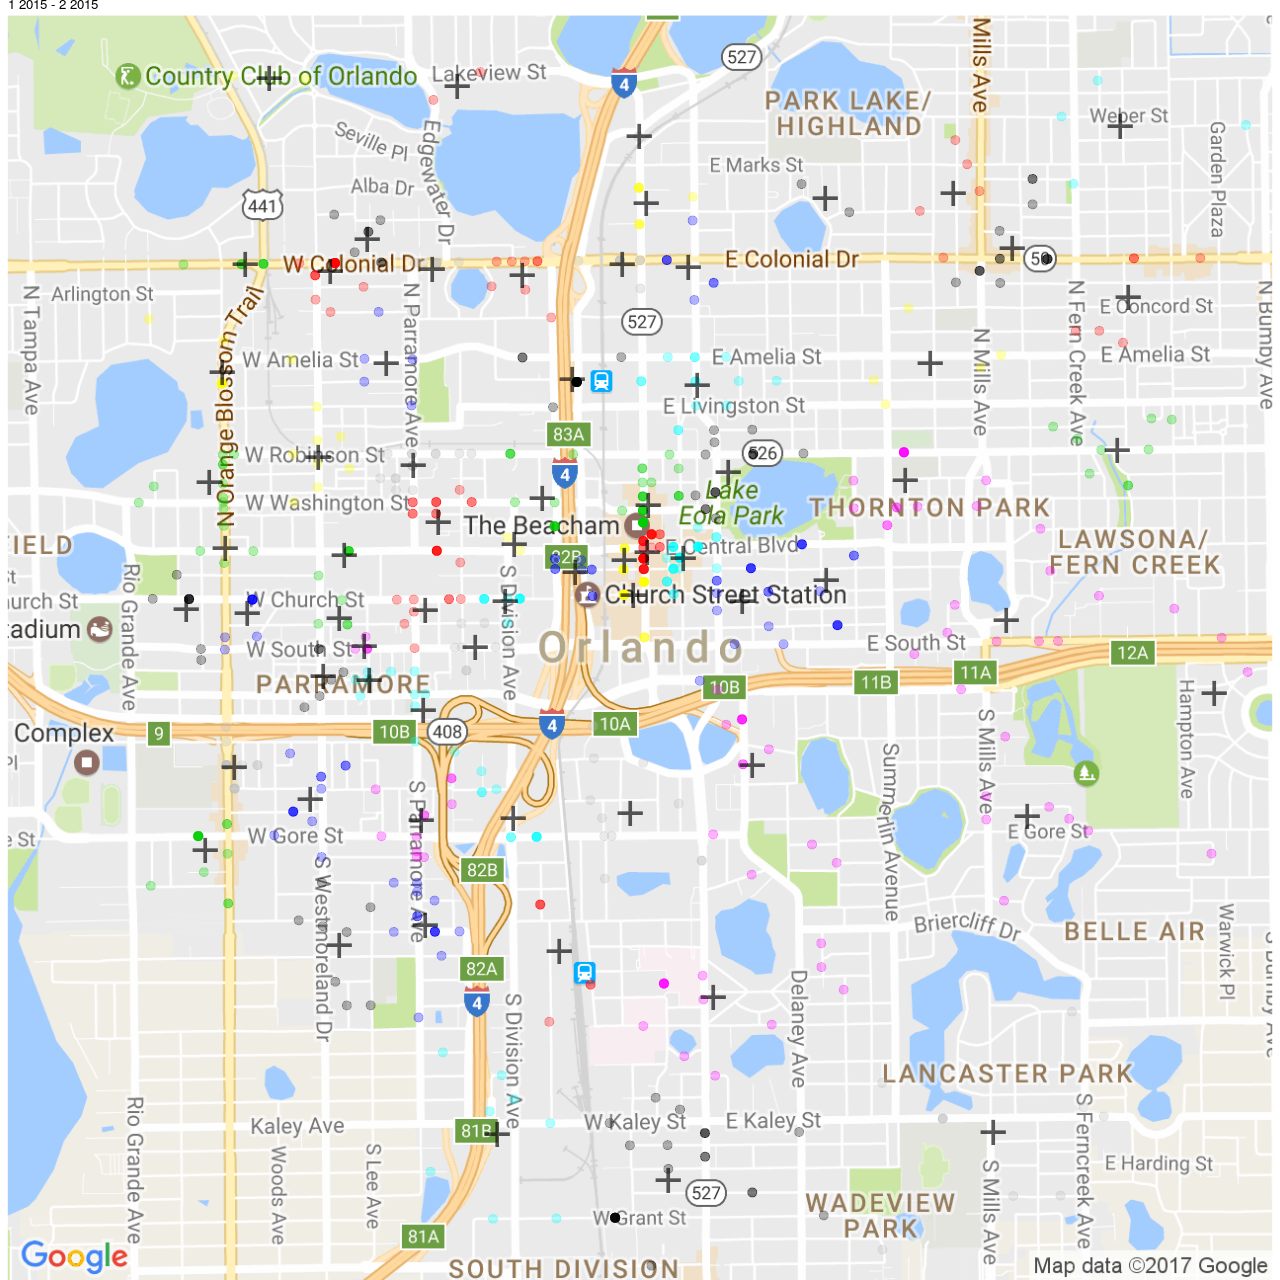 1 2015 - 2 2015
527
Country Club of Orlando
Lakeview St
4
Mills Ave
PARK LAKE/
HIGHLAND
Weber St
Seville Pl
Edgewater Dr
Garden Plaza
E Marks St
Alba Dr
441
W Colonial Dr
E Colonial Dr
50
Arlington St
N Tampa Ave
N Parramore Ave
527
N Fern Creek Ave
E Concord St
N Bumby Ave
N Orange Blossom Trail
W Amelia St
E Amelia St
N Mills Ave
E Amelia St
E Livingston St
83A
W Robinson St
526
4
W Washington St
Lake
Eola Park
THORNTON PARK
The Beacham
FIELD
82B
E Central Blvd
LAWSONA/
FERN CREEK
Rio Grande Ave
S Division Ave
hurch St
W Church St
Church Street Station
tadium
Orlando
W South St
E South St
12A
11A
PARRAMORE
10B
11B
Hampton Ave
Complex
9
10B
408
4
10A
S Mills Ave
Summerlin Avenue
S Parramore Ave
e St
W Gore St
E Gore St
82B
S Westmoreland Dr
Briercliff Dr
BELLE AIR
Warwick Pl
S Bumby Ave
82A
4
S Division Ave
Delaney Ave
LANCASTER PARK
Rio Grande Ave
Kaley Ave
81B
W Kaley St
E Kaley St
S Ferncreek Ave
Woods Ave
S Lee Ave
S Mills Ave
E Harding St
527
WADEVIEW
PARK
W Grant St
81A
Google
SOUTH DIVISION
Map data ©2017 Google